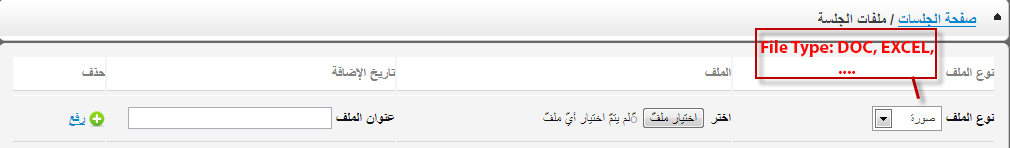 صفحة الجلسات / ملفات الجلسة
File Type: DOC, EXCEL,
....
نوع الملف الملف تاريخ الإضافة حذف
نوع الملف صورة اختر اختيار ملفّ لم يتمّ اختيار أيّ ملفّ عنوان الملف رفع